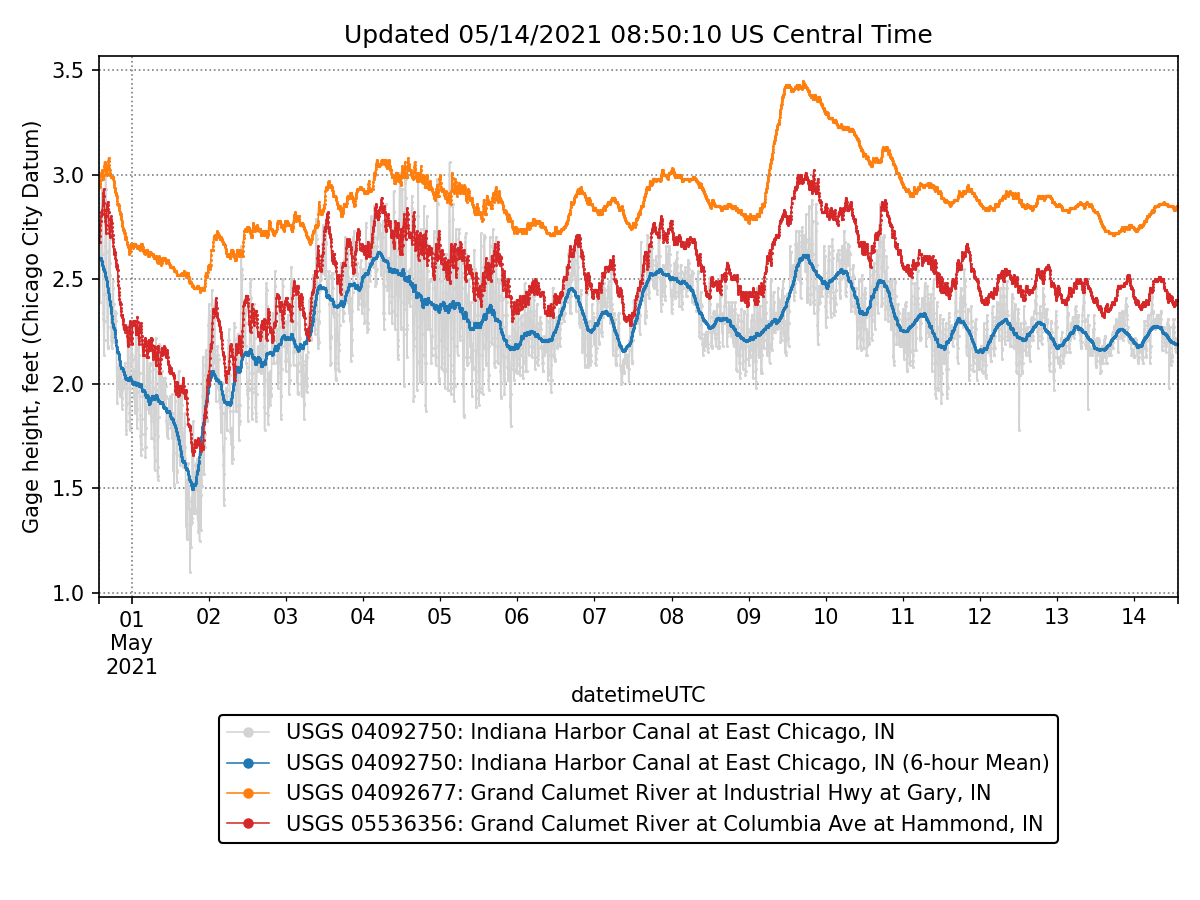 Updated 05/14/2021 08:50:10 US Central Time
Gage height, feet (Chicago City Datum)
3.5
3.0
2.5
2.0
1.5
1.0
01 02 03 04 05 06 07 08 09 10 11 12 13 14
May
2021
datetimeUTC
USGS 04092750: Indiana Harbor Canal at East Chicago, IN
USGS 04092750: Indiana Harbor Canal at East Chicago, IN (6-hour Mean)
USGS 04092677: Grand Calumet River at Industrial Hwy at Gary, IN
USGS 05536356: Grand Calumet River at Columbia Ave at Hammond, IN